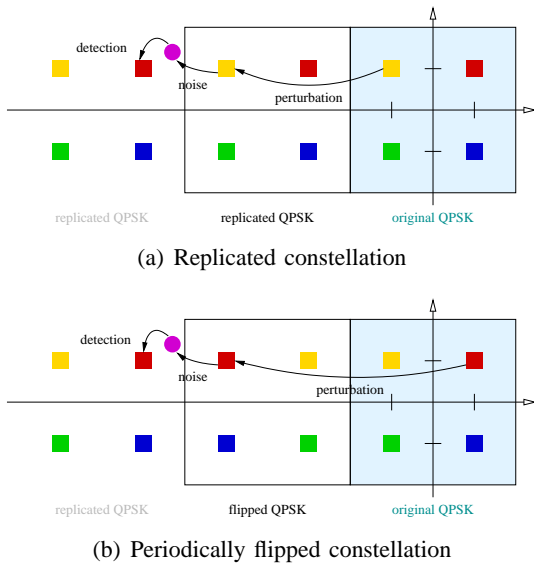 detection
noise
perturbation
replicated QPSK replicated QPSK original QPSK
(a) Replicated constellation
detection
noise
perturbation
replicated QPSK flipped QPSK original QPSK
(b) Periodically flipped constellation